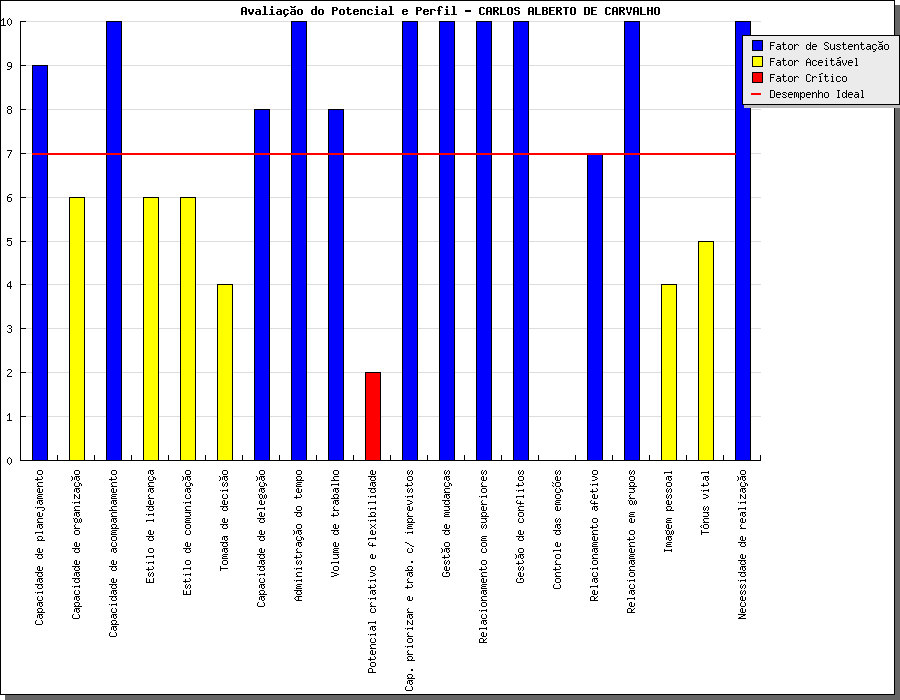 Avaliação do Potencial e Perfil - CARLOS ALBERTO DE CARVALHO
Fator de Sustentação
Fator Aceitável
Fator Crítico
Desempenho Ideal
10
9
8
7
6
5
4
3
2
1
0
Capacidade de planejamento
Capacidade de organização
Capacidade de acompanhamento
Estilo de liderança
Estilo de comunicação
Tomada de decisão
Capacidade de delegação
Administração do tempo
Volume de trabalho
Potencial criativo e flexibilidade
Cap. priorizar e trab. c/ imprevistos
Gestão de mudanças
Relacionamento com superiores
Gestão de conflitos
Controle das emoções
Relacionamento afetivo
Relacionamento em grupos
Imagem pessoal
Tônus vital
Necessidade de realização